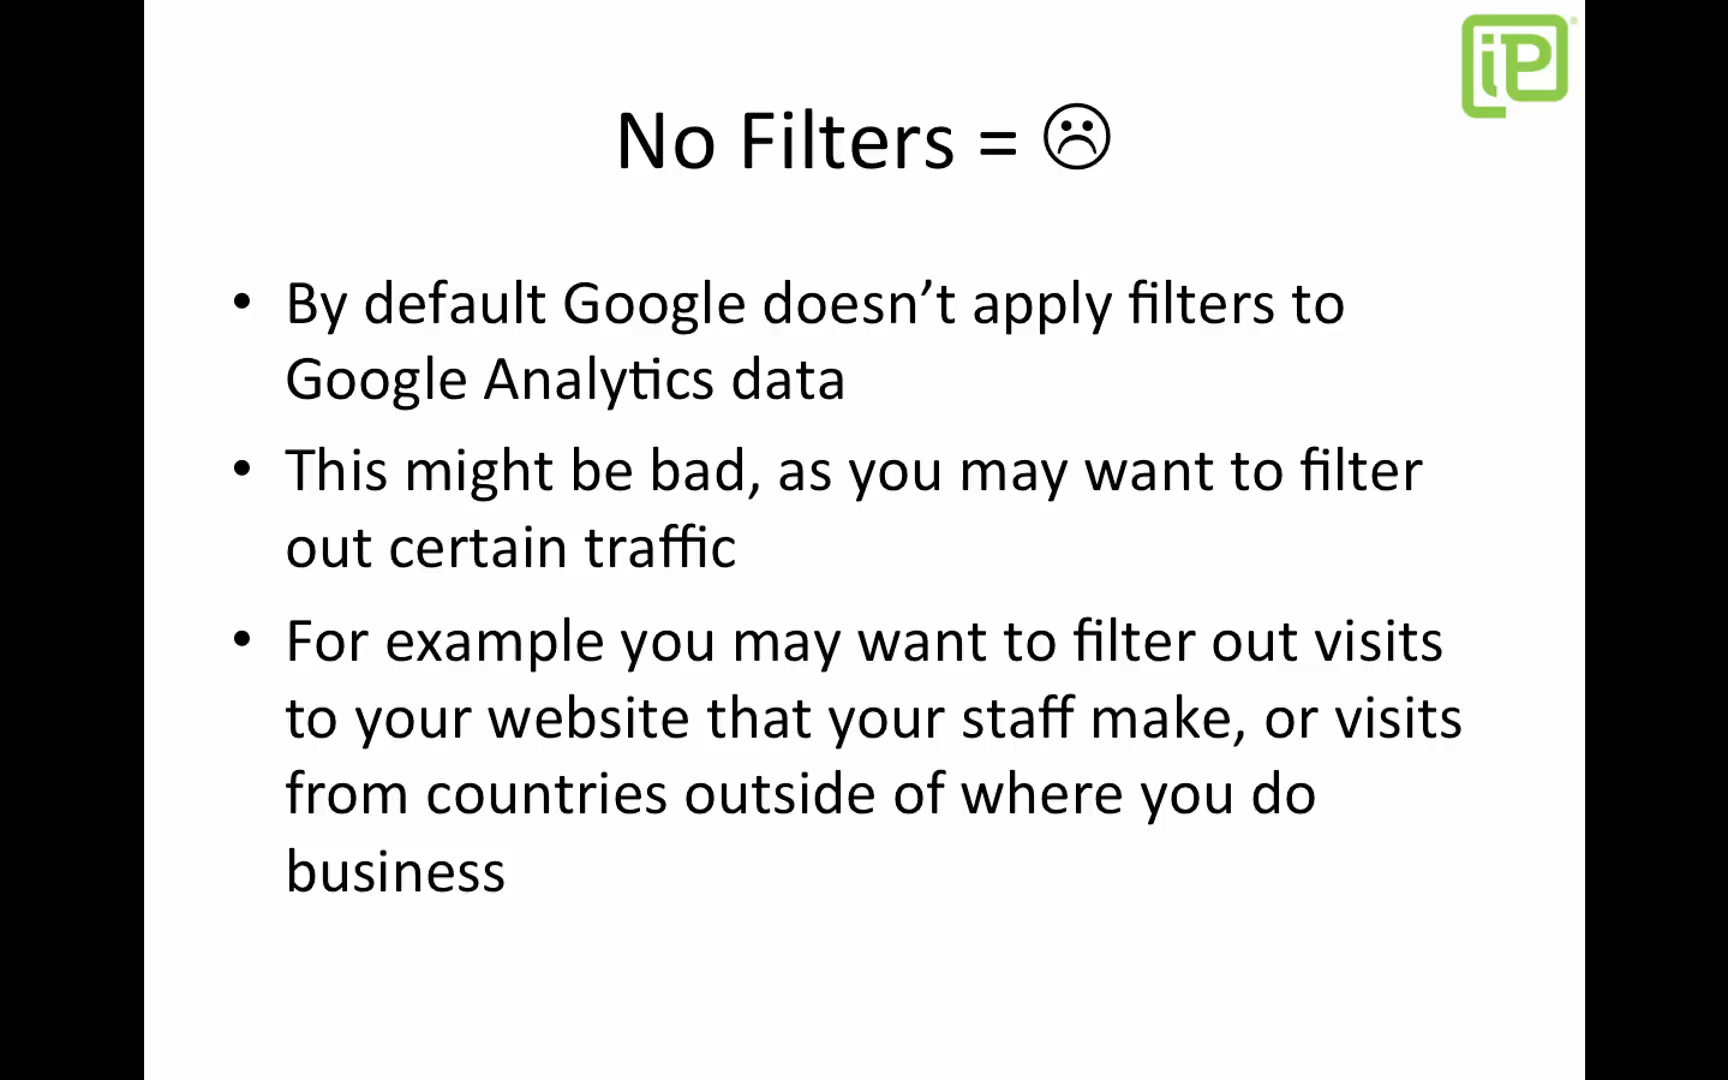 iP
No Filters = ☹
• By default Google doesn’t apply filters to
Google Analytics data
• This might be bad, as you may want to filter
out certain traffic
• For example you may want to filter out visits
to your website that your staff make, or visits
from countries outside of where you do
business